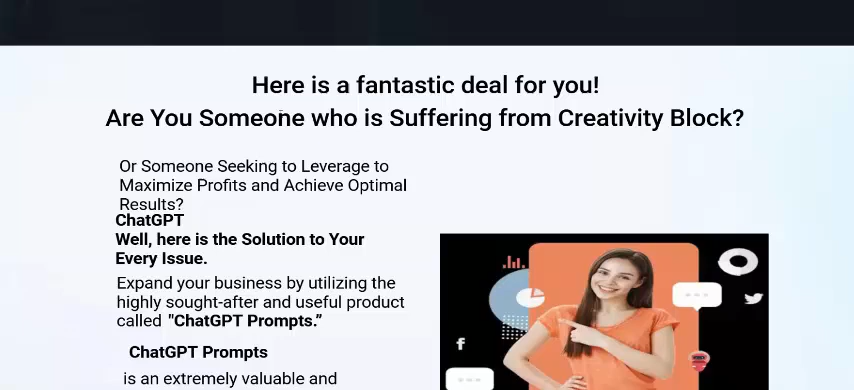 Here is a fantastic deal for you!
Are You Someone who is Suffering from Creativity Block?
Or Someone Seeking to Leverage to
Maximize Profits and Achieve Optimal
Results?
ChatGPT
Well, here is the Solution to Your
Every Issue.
Expand your business by utilizing the
highly sought-after and useful product
called "ChatGPT Prompts.”
ChatGPT Prompts
is an extremely valuable and